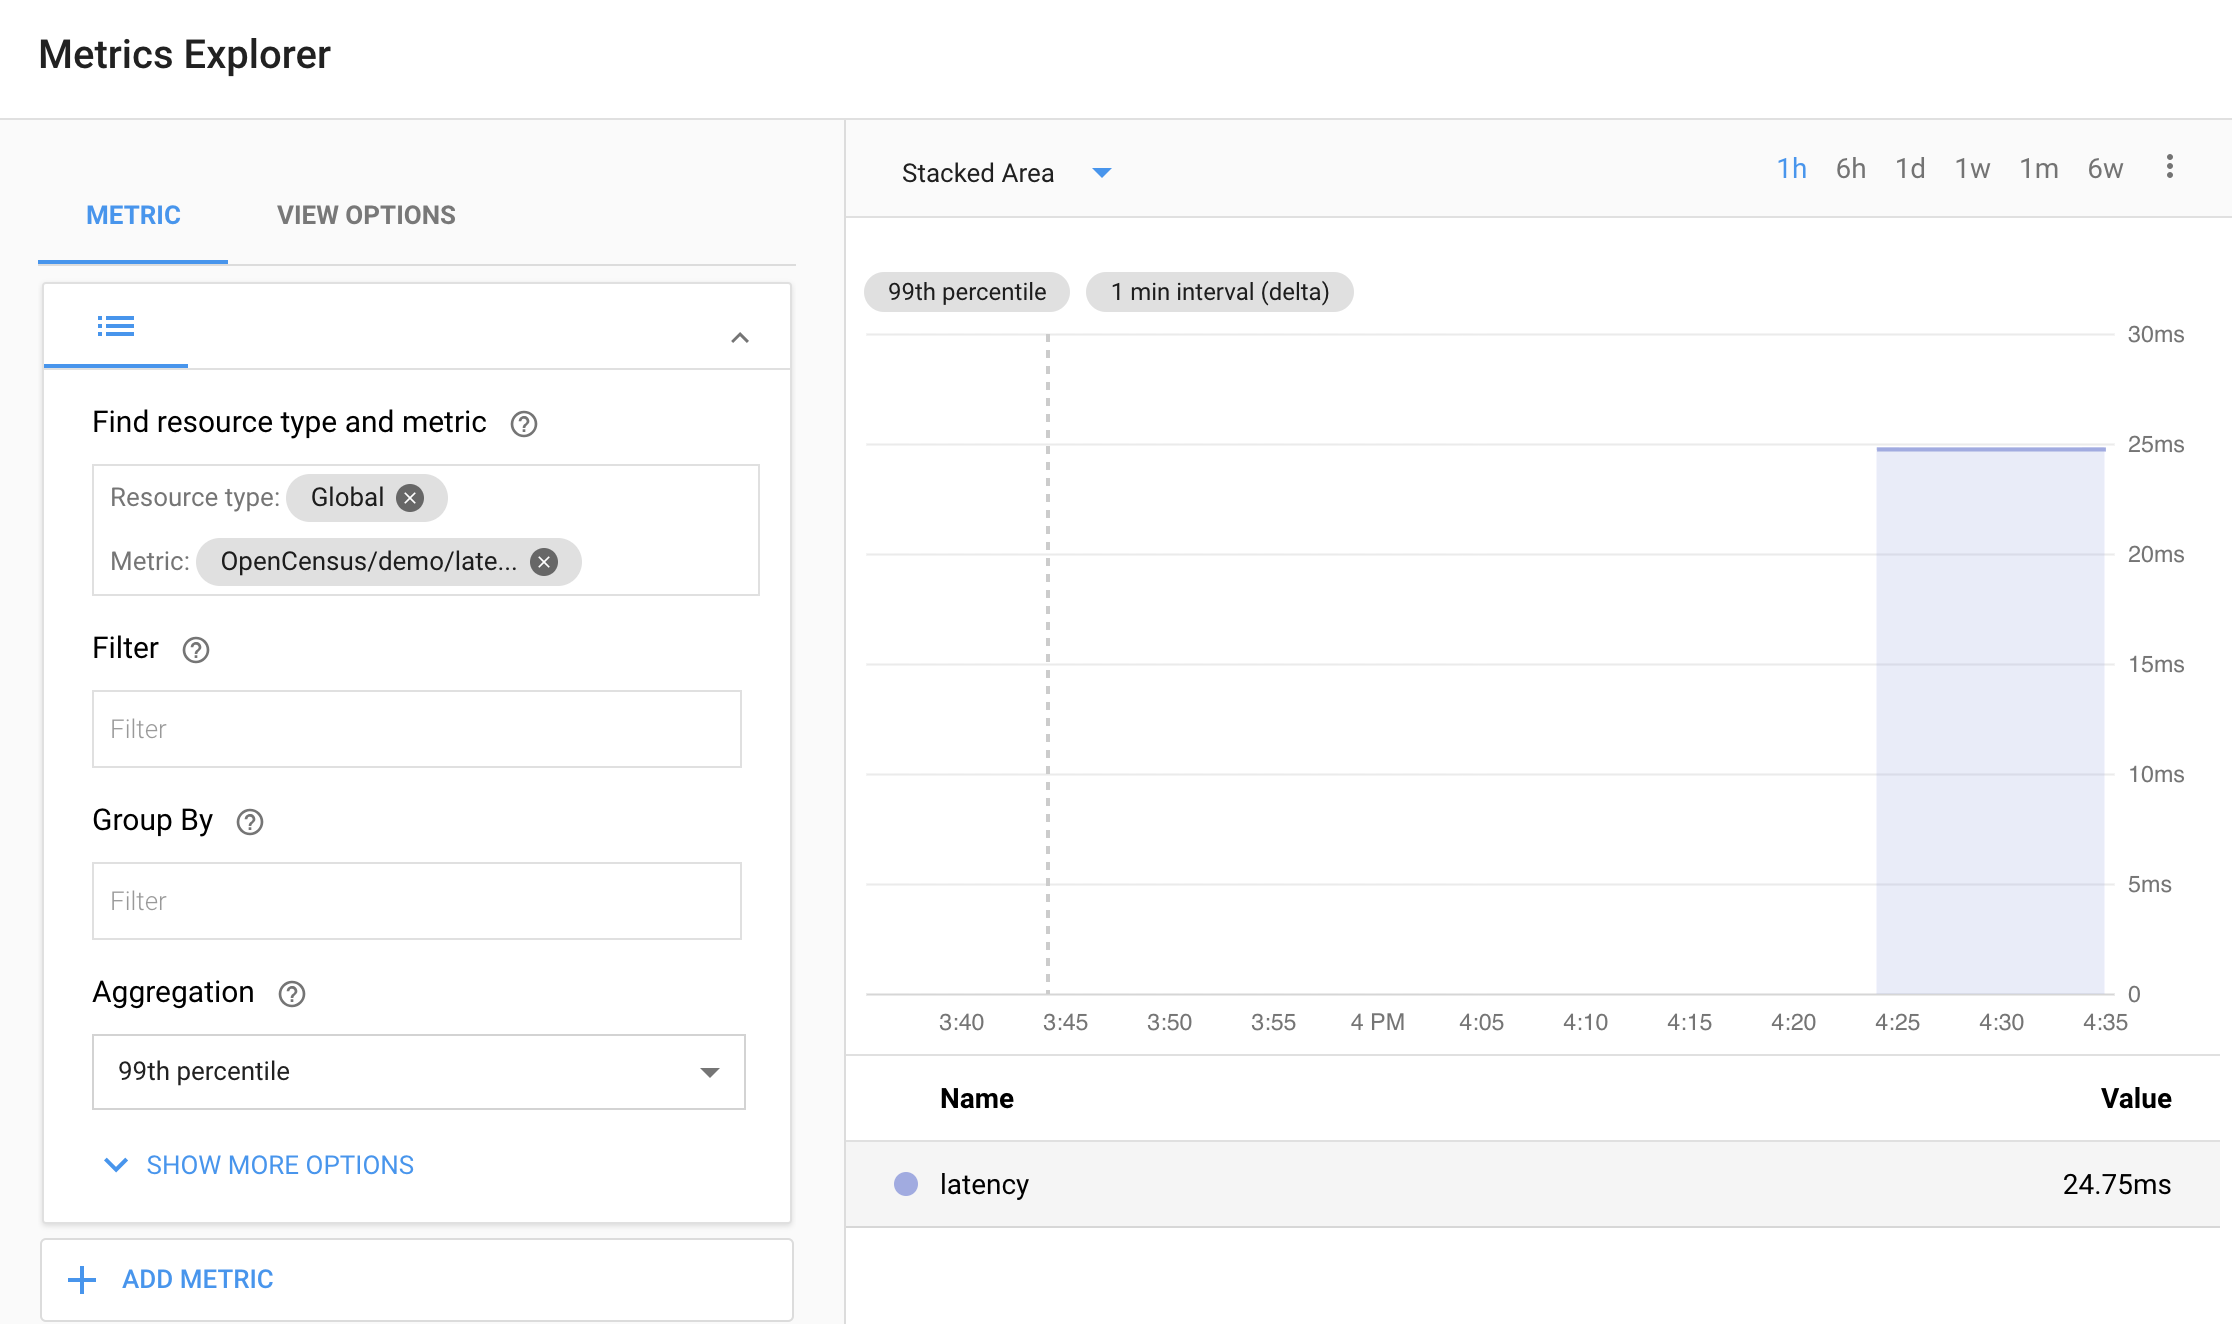 Metrics Explorer
METRIC
VIEW OPTIONS
Find resource type and metric
Resource type: Global
Metric: OpenCensus/demo/late...
Filter
Filter
Group By
Filter
Aggregation
99th percentile
SHOW MORE OPTIONS
ADD METRIC
Stacked Area
1h 6h 1d 1w 1m 6w
99th percentile
1 min interval (delta)
30ms
25ms
20ms
15ms
10ms
5ms
0
3:40 3:45 3:50 3:55 4 PM 4:05 4:10 4:15 4:20 4:25 4:30 4:35
Name Value
latency 24.75ms